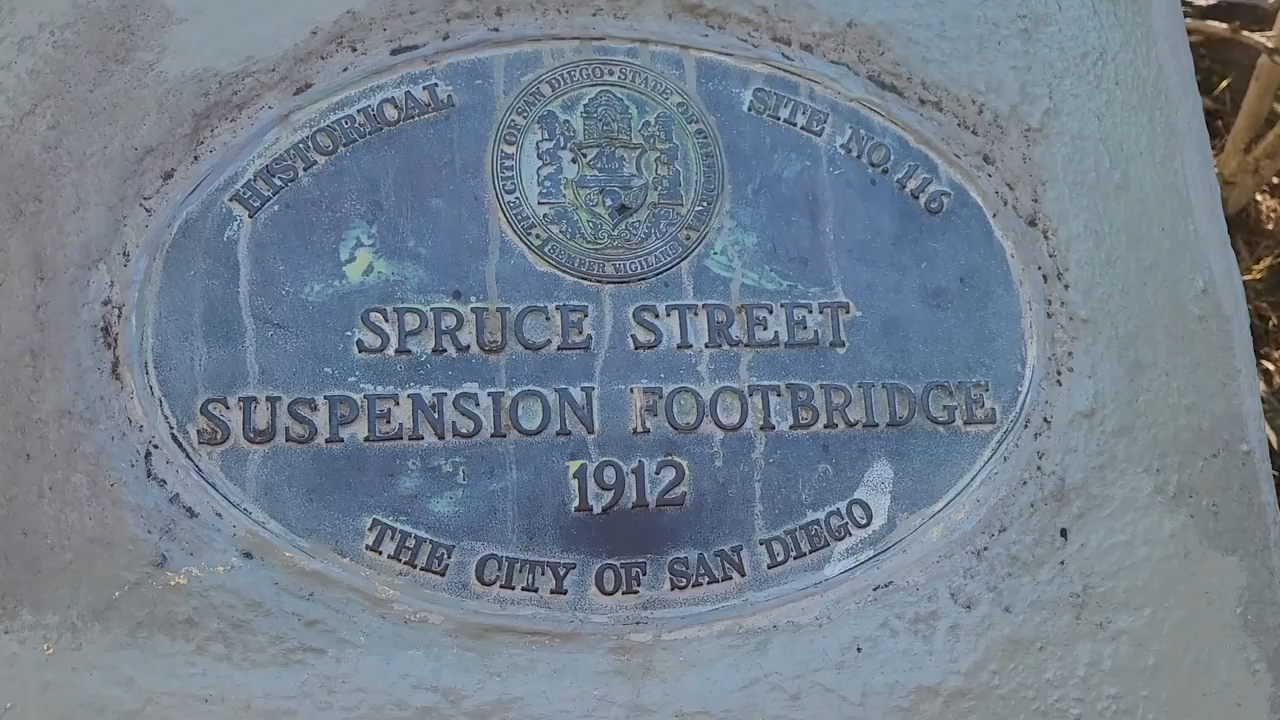 HISTORICAL SITE NO. 116
THE CITY OF SAN DIEGO • STATE OF CALIFORNIA
SEMPER VIGILANS
SPRUCE STREET
SUSPENSION FOOTBRIDGE
1912
THE CITY OF SAN DIEGO